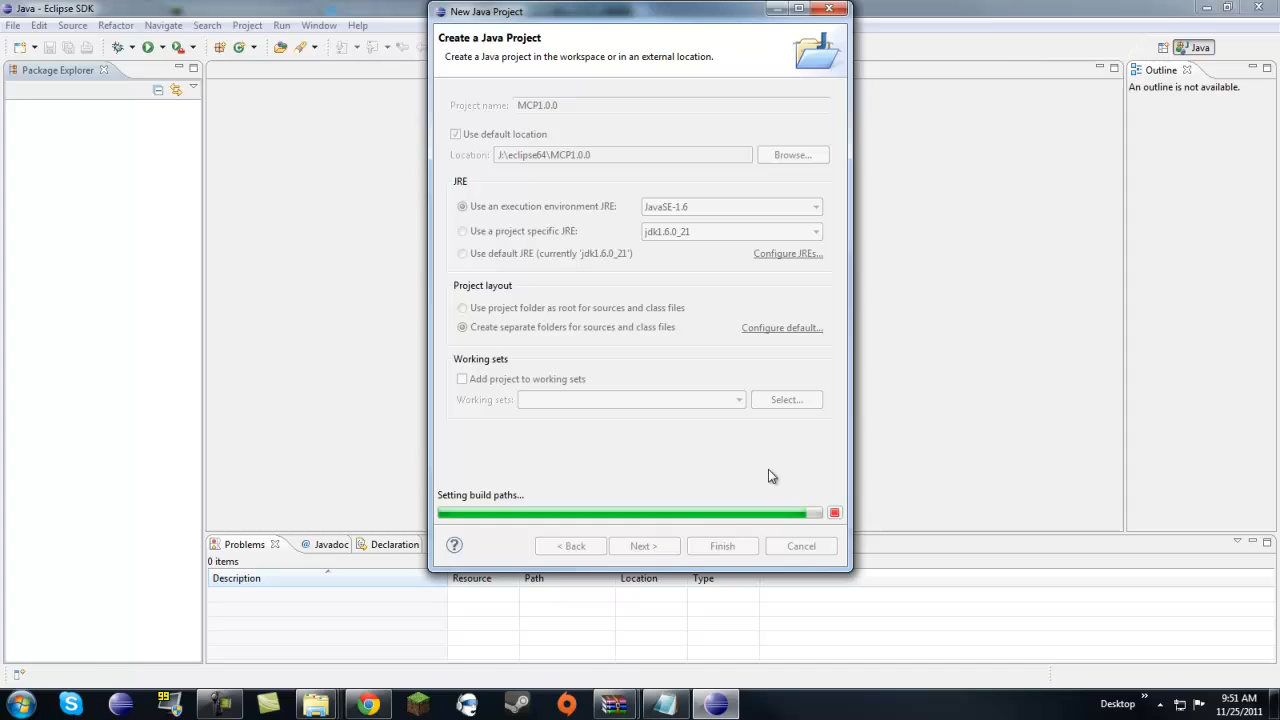 Java - Eclipse SDK
New Java Project
File Edit Source Refactor Navigate Search Project Run Window Help
Create a Java Project
Create a Java project in the workspace or in an external location.
Java
Package Explorer
Outline
An outline is not available.
Project name: MCP1.0.0
Use default location
Location: J:\eclipse64\MCP1.0.0 Browse...
JRE
Use an execution environment JRE: JavaSE-1.6
Use a project specific JRE: jdk1.6.0_21
Use default JRE (currently 'jdk1.6.0_21') Configure JREs...
Project layout
Use project folder as root for sources and class files
Create separate folders for sources and class files Configure default...
Working sets
Add project to working sets
Working sets: Select...
Setting build paths...
< Back Next > Finish Cancel
Problems @ Javadoc Declaration
0 items
Description Resource Path Location Type
99
Desktop
9:51 AM
11/25/2011